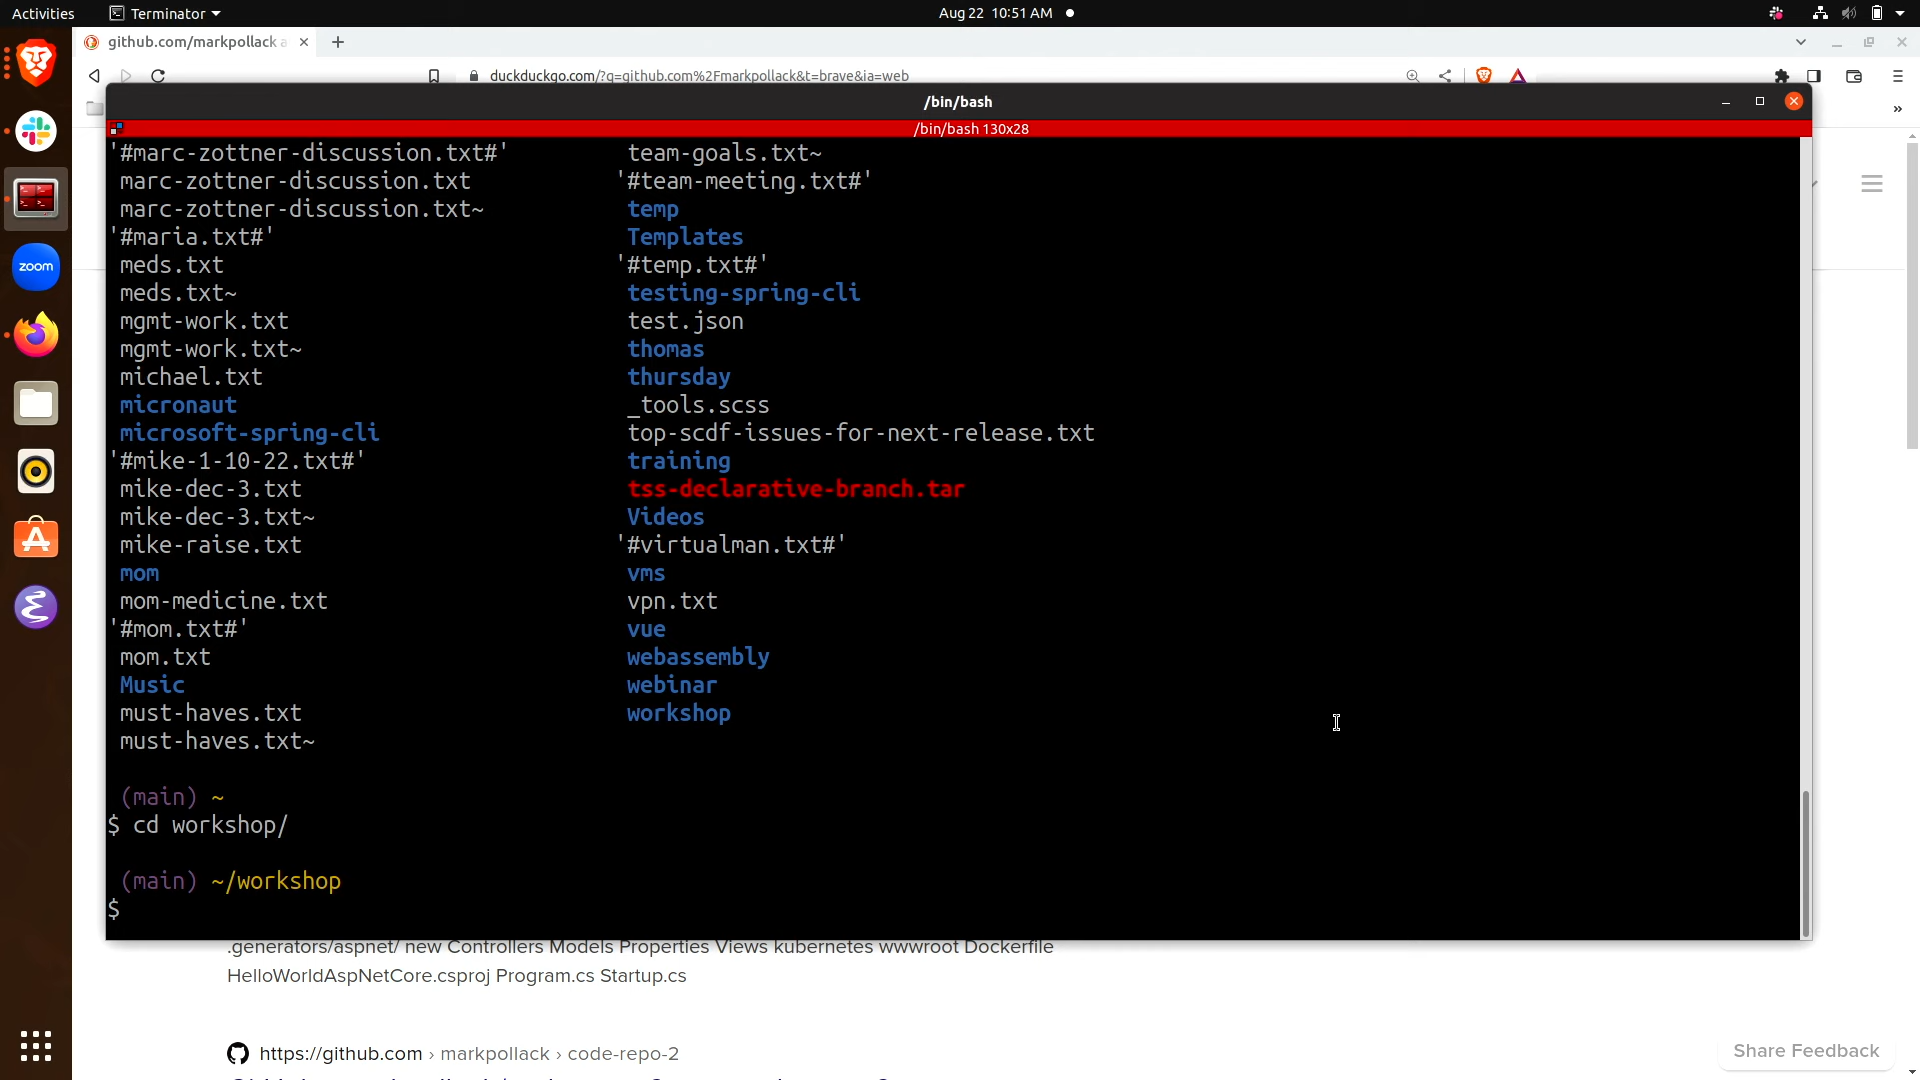 Activities
Terminator
Aug 22 10:51 AM
github.com/markpollack a
duckduckgo.com/?q=github.com%2Fmarkpollack&t=brave&ia=web
/bin/bash
/bin/bash 130x28
'#marc-zottner-discussion.txt#' team-goals.txt~
marc-zottner-discussion.txt '#team-meeting.txt#'
marc-zottner-discussion.txt~ temp
'#maria.txt#' Templates
meds.txt '#temp.txt#'
meds.txt~ testing-spring-cli
mgmt-work.txt test.json
mgmt-work.txt~ thomas
michael.txt thursday
micronaut _tools.scss
microsoft-spring-cli top-scdf-issues-for-next-release.txt
'#mike-1-10-22.txt#' training
mike-dec-3.txt tss-declarative-branch.tar
mike-dec-3.txt~ Videos
mike-raise.txt '#virtualman.txt#'
mom vms
mom-medicine.txt vpn.txt
'#mom.txt#' vue
mom.txt webassembly
Music webinar
must-haves.txt workshop
must-haves.txt~
(main) ~
$ cd workshop/
(main) ~/workshop
$
zoom
.generators/aspnet/ new Controllers Models Properties Views kubernetes wwwroot Dockerfile
HelloWorldAspNetCore.csproj Program.cs Startup.cs
https://github.com › markpollack › code-repo-2
Share Feedback